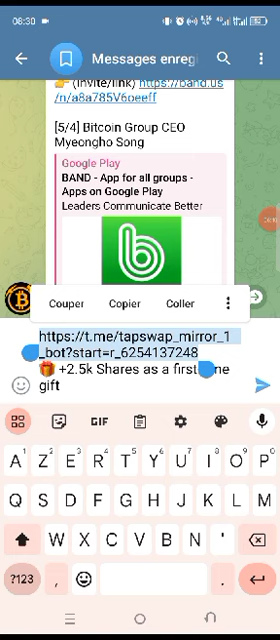 08:30
Messages enreg
(invite/link) https://band.us
/n/a8a785V6peeff
[5/4] Bitcoin Group CEO
Myeongho Song
Google Play
BAND - App for all groups -
Apps on Google Play
Leaders Communicate Better
Couper Copier Coller
https://t.me/tapswap_mirror_1
_bot?start=r_6254137248
🎁 +2.5k Shares as a first ne
gift
GIF
A Z E R T Y U I O P
Q S D F G H J K L M
W X C V B N '
?123 , .